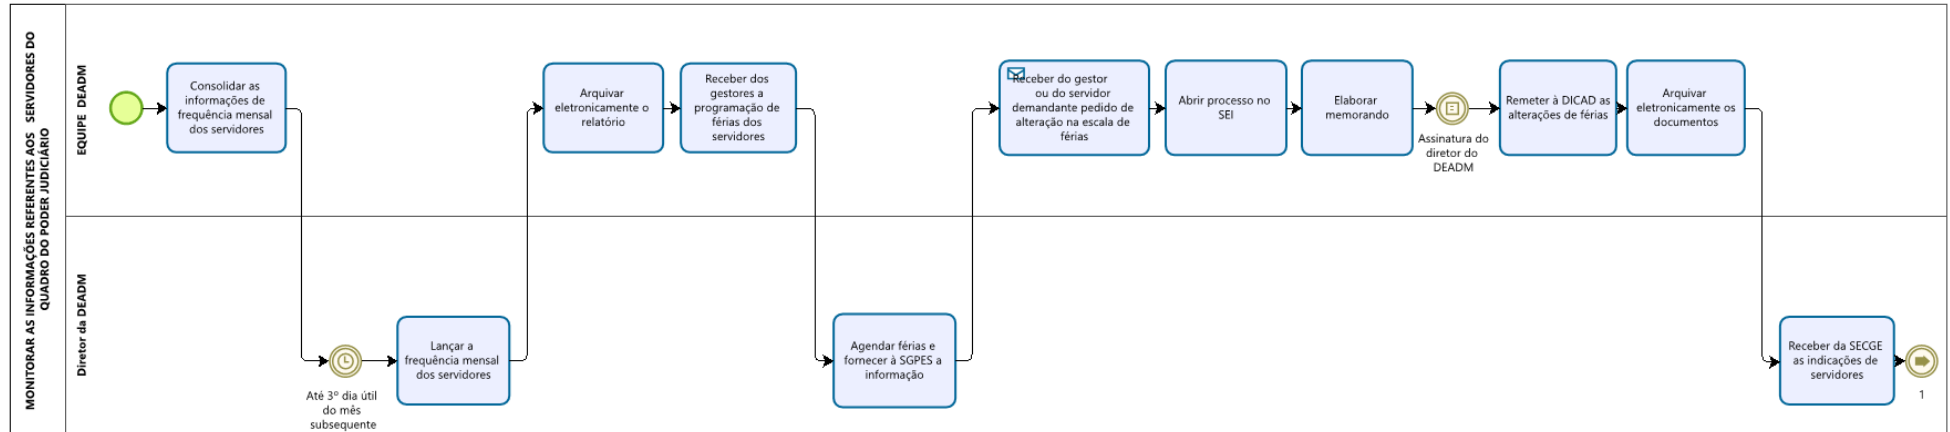 MONITORAR AS INFORMAÇÕES REFERENTES AOS SERVIDORES DO
QUADRO DO PODER JUDICIÁRIO
EQUIPE DEADM
Consolidar as
informações de
frequência mensal
dos servidores
Arquivar
eletronicamente o
relatório
Receber dos
gestores a
programação de
férias dos
servidores
Receber do gestor
ou do servidor
demandante pedido de
alteração na escala de
férias
Abrir processo no
SEI
Elaborar
memorando
Assinatura do
diretor do
DEADM
Remeter à DICAD as
alterações de férias
Arquivar
eletronicamente os
documentos
Diretor da DEADM
Até 3º dia útil
do mês
subsequente
Lançar a
frequência mensal
dos servidores
Agendar férias e
fornecer à SGPES a
informação
Receber da SECGE
as indicações de
servidores
1